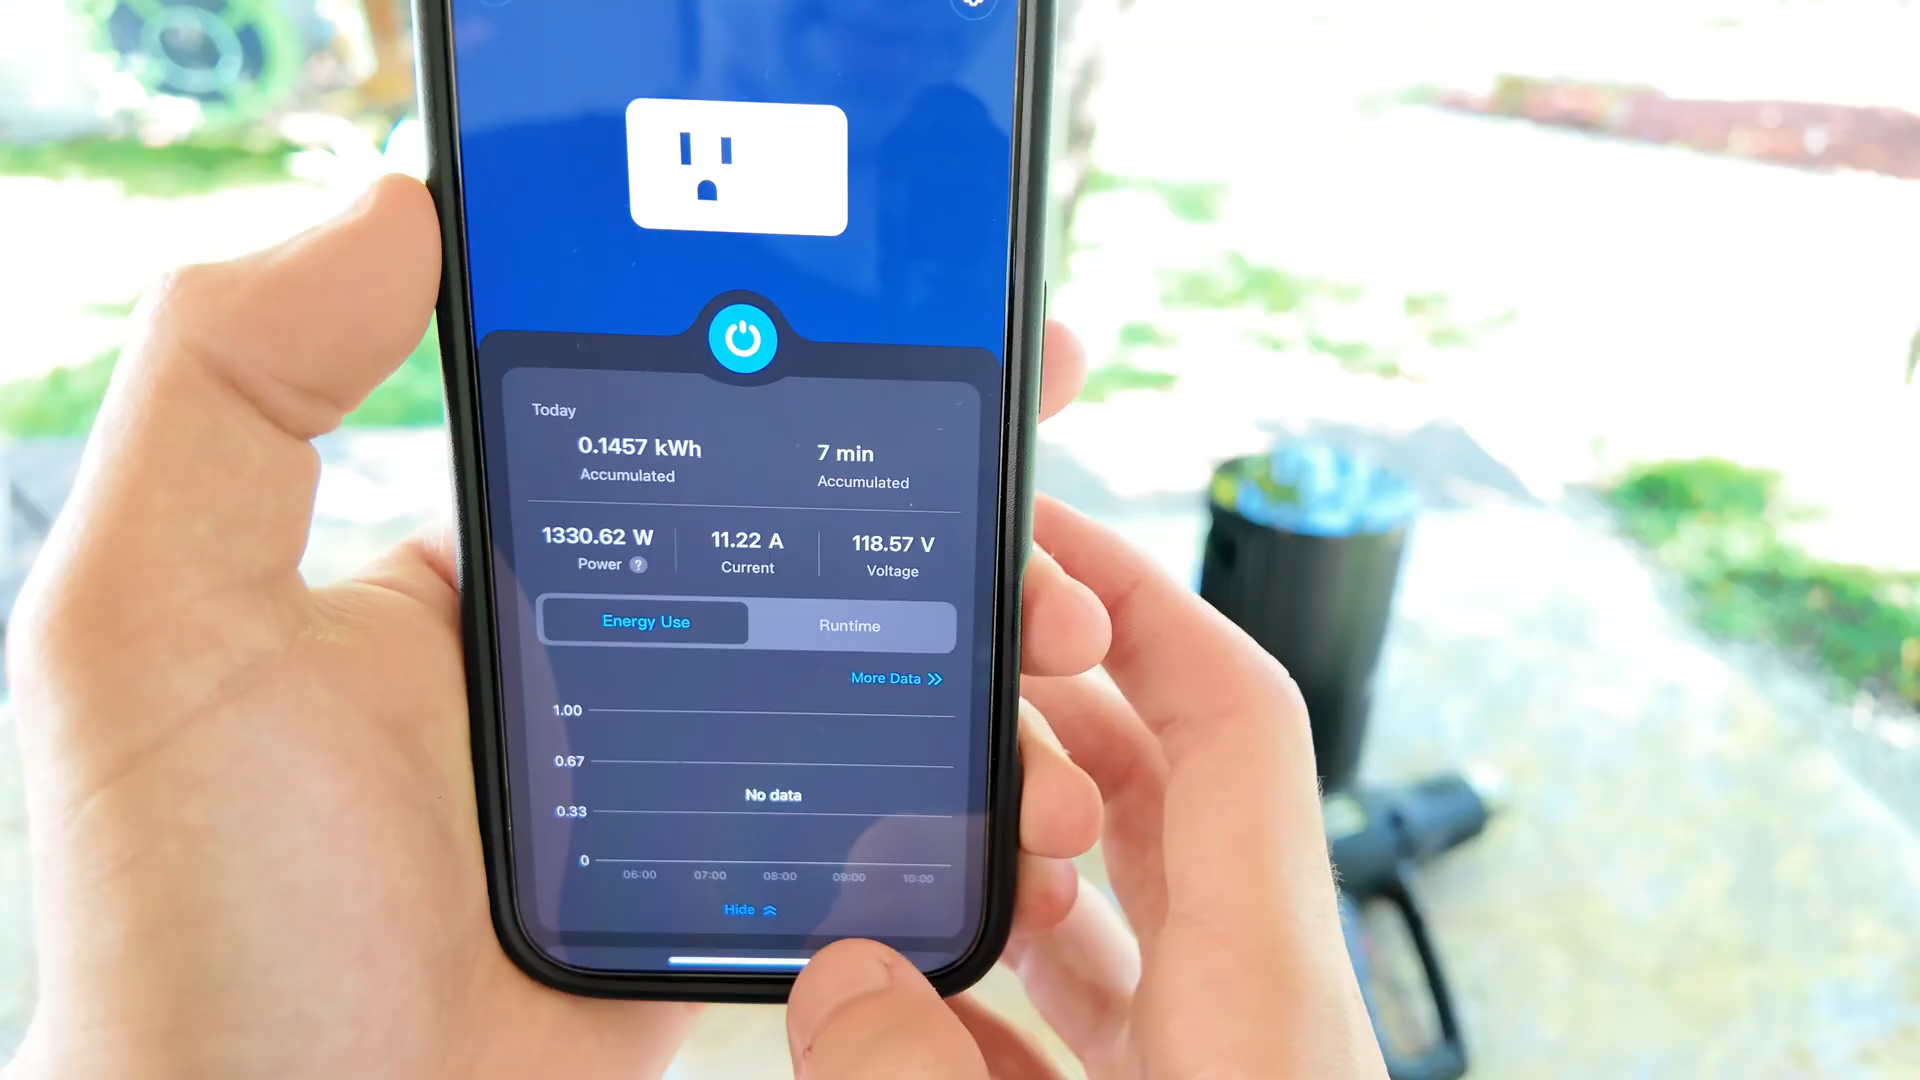 Today
0.1457 kWh
7 min
Accumulated
Accumulated
1330.62 W
11.22 A
118.57 V
Power ?
Current
Voltage
Energy Use
Runtime
More Data
1.00
0.67
No data
0.33
0
06:00 07:00 08:00 09:00 10:00
Hide